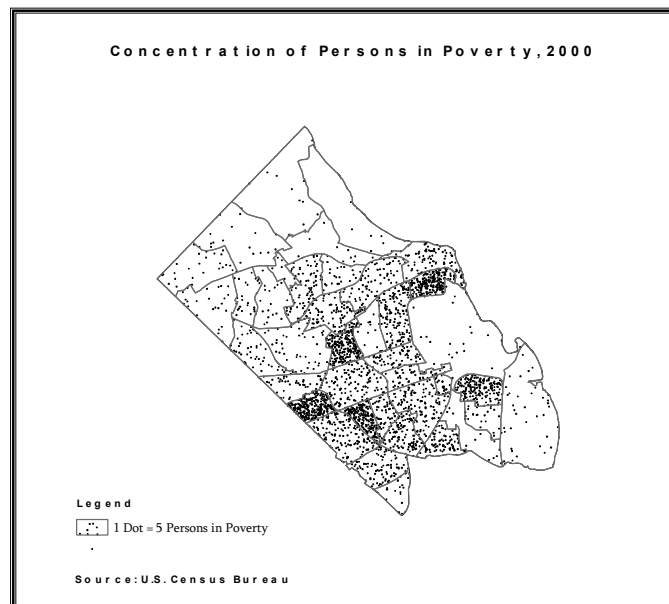 Concentration of Persons in Poverty, 2000
Legend
1 Dot = 5 Persons in Poverty
Source: U.S. Census Bureau